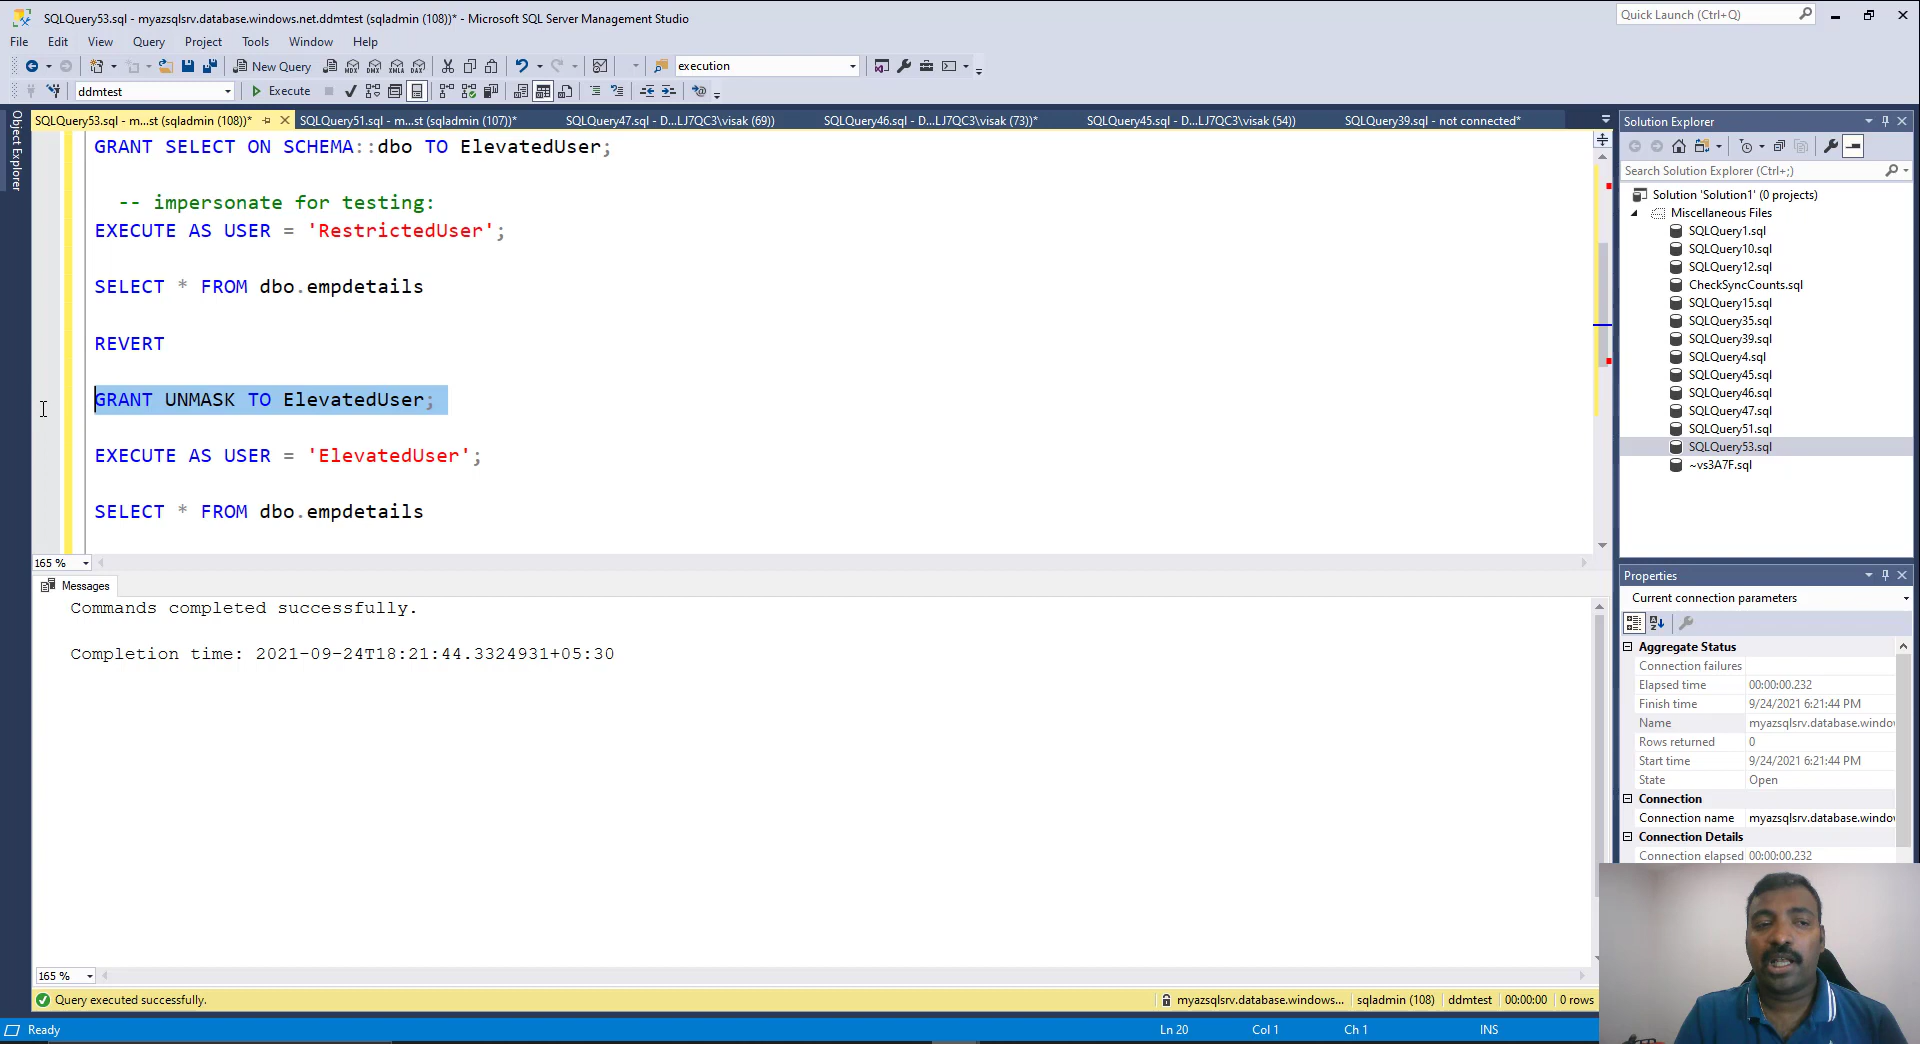 SQLQuery53.sql - myazsqlsrv.database.windows.net.ddmtest (sqladmin (108))* - Microsoft SQL Server Management Studio
Quick Launch (Ctrl+Q)
File Edit View Query Project Tools Window Help
New Query
MDX DMX XMLA DAX
execution
ddmtest
Execute
SQLQuery53.sql - m...st (sqladmin (108))*
SQLQuery51.sql - m...st (sqladmin (107))*
SQLQuery47.sql - D...LJ7QC3\visak (69))
SQLQuery46.sql - D...LJ7QC3\visak (73))*
SQLQuery45.sql - D...LJ7QC3\visak (54))
SQLQuery39.sql - not connected*
Object Explorer
GRANT SELECT ON SCHEMA::dbo TO ElevatedUser;
-- impersonate for testing:
EXECUTE AS USER = 'RestrictedUser';
SELECT * FROM dbo.empdetails
REVERT
GRANT UNMASK TO ElevatedUser;
EXECUTE AS USER = 'ElevatedUser';
SELECT * FROM dbo.empdetails
165 %
Messages
Commands completed successfully.
Completion time: 2021-09-24T18:21:44.3324931+05:30
165 %
Query executed successfully.
myazsqlsrv.database.windows...
sqladmin (108)
ddmtest
00:00:00
0 rows
Ready
Ln 20
Col 1
Ch 1
INS
Solution Explorer
Search Solution Explorer (Ctrl+;)
Solution 'Solution1' (0 projects)
Miscellaneous Files
SQLQuery1.sql
SQLQuery10.sql
SQLQuery12.sql
CheckSyncCounts.sql
SQLQuery15.sql
SQLQuery35.sql
SQLQuery39.sql
SQLQuery4.sql
SQLQuery45.sql
SQLQuery46.sql
SQLQuery47.sql
SQLQuery51.sql
SQLQuery53.sql
~vs3A7F.sql
Properties
Current connection parameters
Aggregate Status
Connection failures
Elapsed time 00:00:00.232
Finish time 9/24/2021 6:21:44 PM
Name myazsqlsrv.database.window
Rows returned 0
Start time 9/24/2021 6:21:44 PM
State Open
Connection
Connection name myazsqlsrv.database.window
Connection Details
Connection elapsed 00:00:00.232